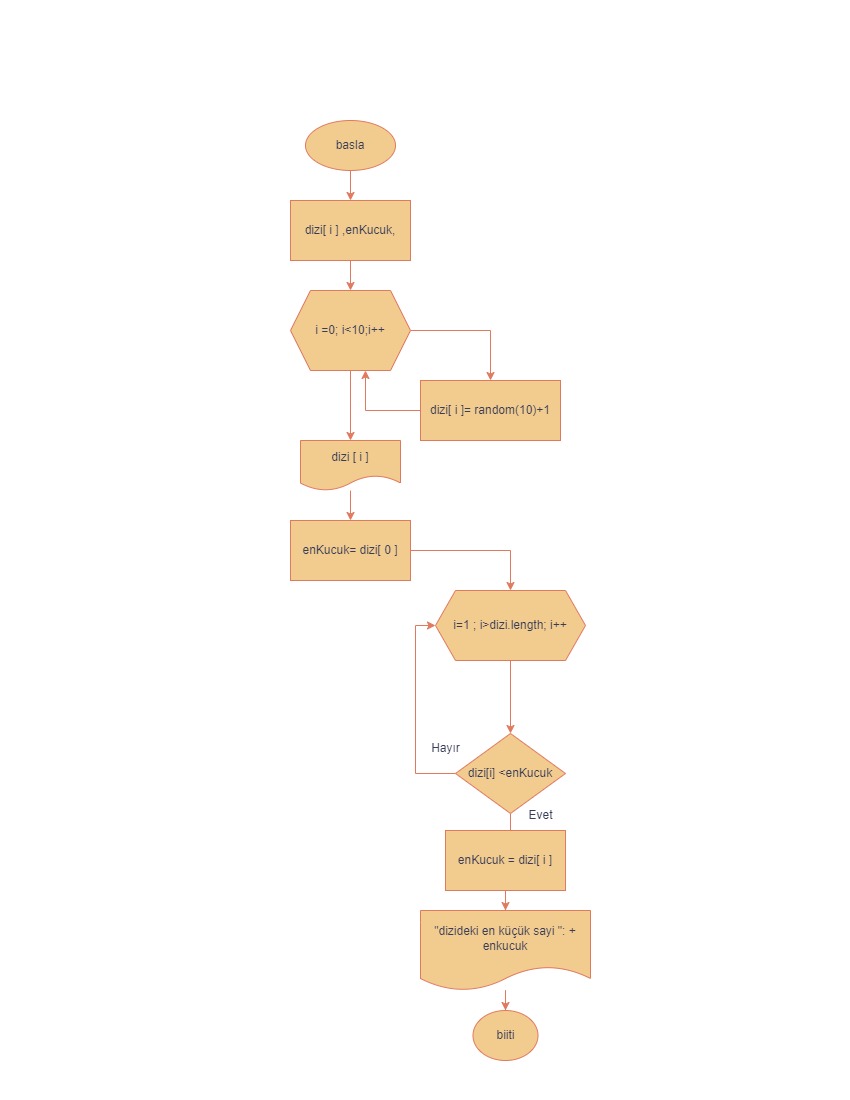 basla
dizi[ i ] ,enKucuk,
i =0; i<10;i++
dizi[ i ]= random(10)+1
dizi [ i ]
enKucuk= dizi[ 0 ]
i=1 ; i>dizi.length; i++
Hayır
dizi[i] <enKucuk
Evet
enKucuk = dizi[ i ]
"dizideki en küçük sayi ": +
enkucuk
biiti